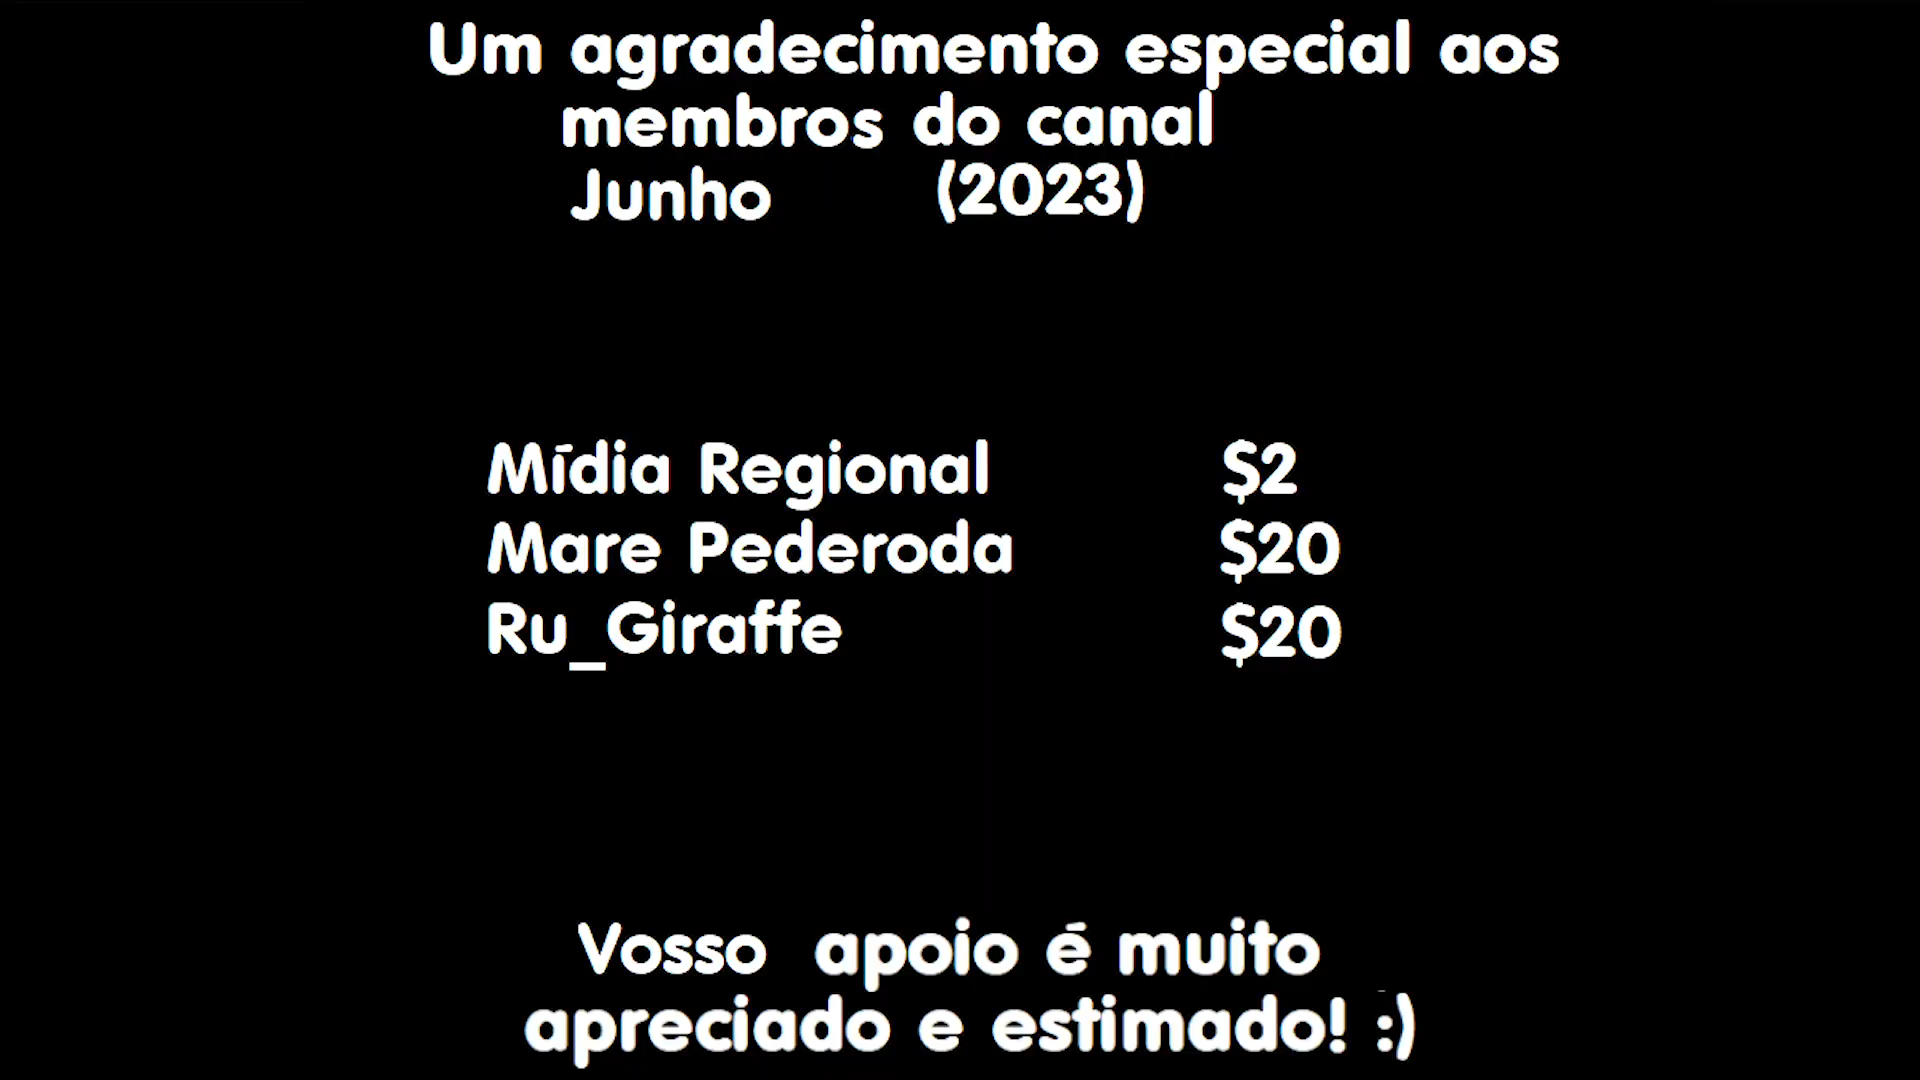 Um agradecimento especial aos
membros do canal
Junho (2023)
Mídia Regional $2
Mare Pederoda $20
Ru_Giraffe $20
Vosso apoio é muito
apreciado e estimado! :)